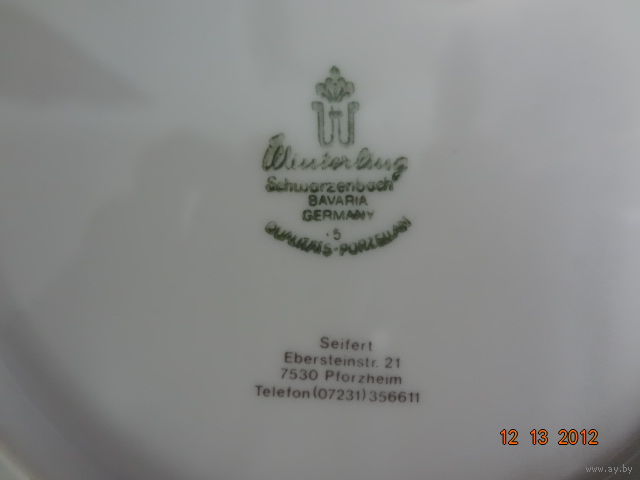 Winterling
Schwarzenbach
BAVARIA
GERMANY
·5
QUALITÄTS-PORZELLAN
Seifert
Ebersteinstr. 21
7530 Pforzheim
Telefon (07231) 356611
12 13 2012
www.ay.by